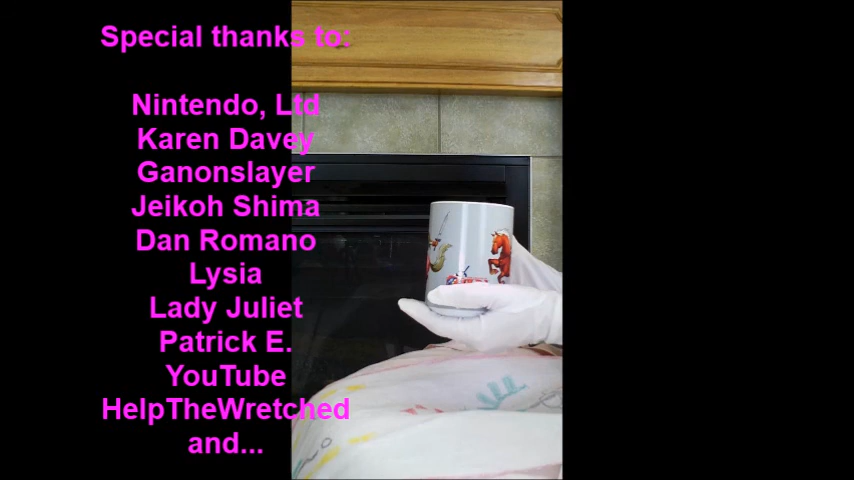 Special thanks to:
Nintendo, Ltd
Karen Davey
Ganonslayer
Jeikoh Shima
Dan Romano
Lysia
Lady Juliet
Patrick E.
YouTube
HelpTheWretched
and...